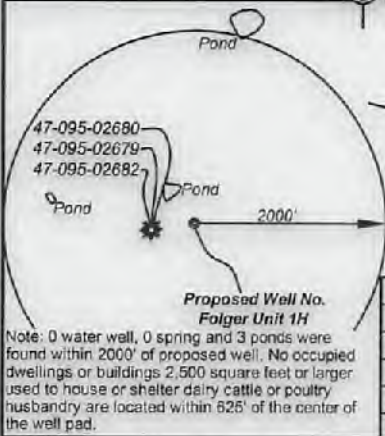 Pond
47-095-02680
47-095-02679
47-095-02682
Pond
Pond
2000'
Proposed Well No.
Folger Unit 1H
Note: 0 water well, 0 spring and 3 ponds were
found within 2000' of proposed well. No occupied
dwellings or buildings 2,500 square feet or larger
used to house or shelter dairy cattle or poultry
husbandry are located within 625' of the center of
the well pad.